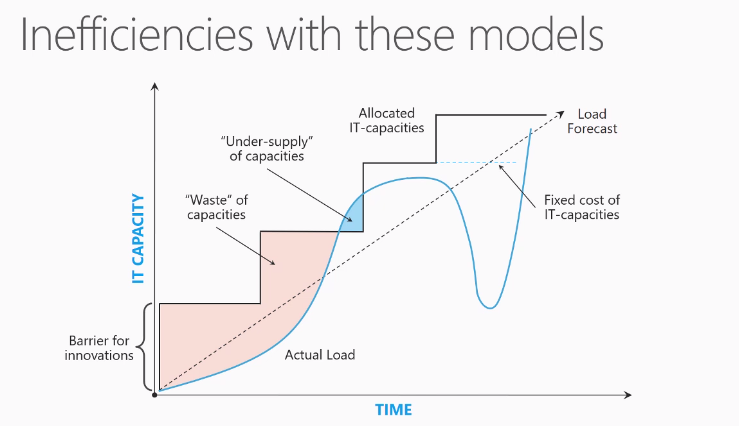 Inefficiencies with these models
Allocated
IT-capacities
Load
Forecast
"Under-supply"
of capacities
"Waste" of
capacities
Fixed cost of
IT-capacities
IT CAPACITY
Barrier for
innovations
Actual Load
TIME